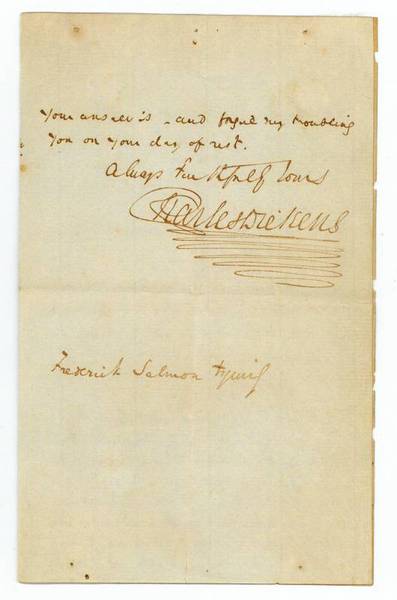 your answer is - and forgive my troubling
you on your day of rest.
Always Faithfully Yours
Charles Dickens
Frederick Salmon Esquire